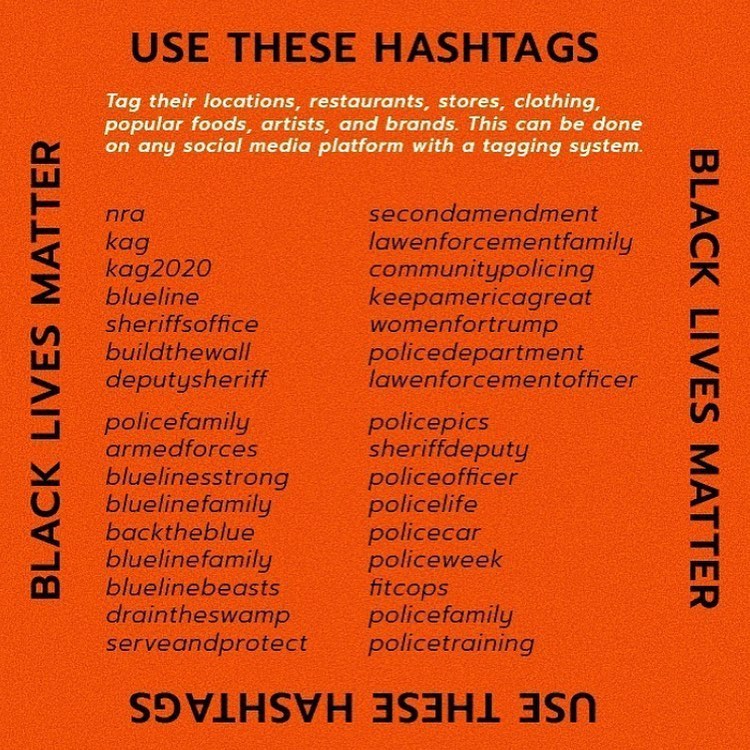 USE THESE HASHTAGS
Tag their locations, restaurants, stores, clothing,
popular foods, artists, and brands. This can be done
on any social media platform with a tagging system.
BLACK LIVES MATTER
nra
kag
kag2020
blueline
sheriffsoffice
buildthewall
deputysheriff
policefamily
armedforces
bluelinesstrong
bluelinefamily
backtheblue
bluelinefamily
bluelinebeasts
draintheswamp
serveandprotect
secondamendment
lawenforcementfamily
communitypolicing
keepamericagreat
womenfortrump
policedepartment
lawenforcementofficer
policepics
sheriffdeputy
policeofficer
policelife
policecar
policeweek
fitcops
policefamily
policetraining
BLACK LIVES MATTER
USE THESE HASHTAGS